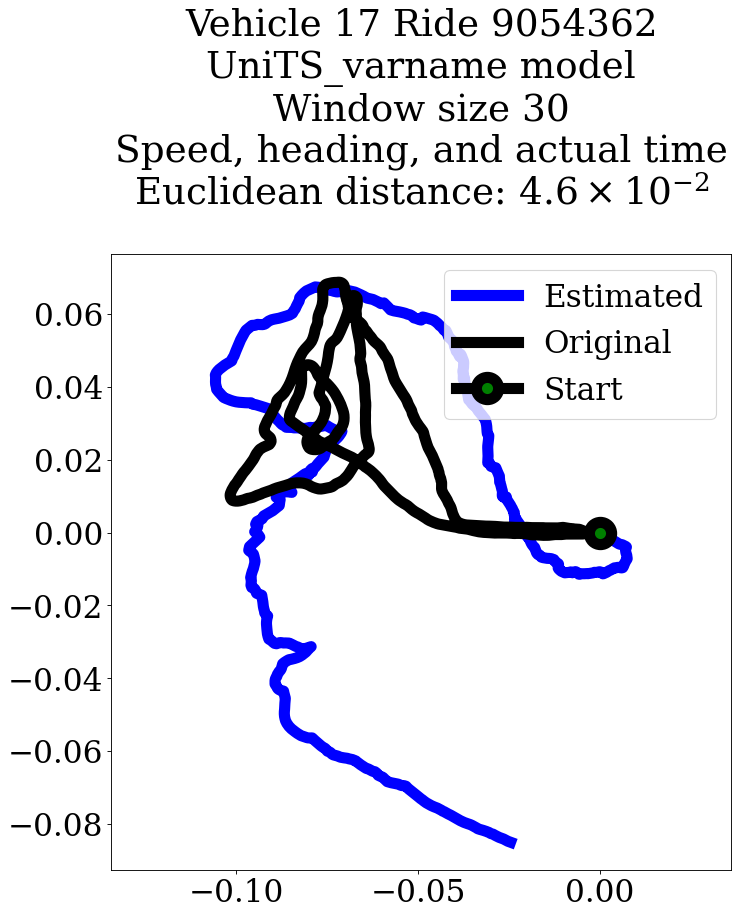 Vehicle 17 Ride 9054362
UniTS_varname model
Window size 30
Speed, heading, and actual time
Euclidean distance: 4.6 × 10⁻²
Estimated
Original
Start
0.06
0.04
0.02
0.00
−0.02
−0.04
−0.06
−0.08
−0.10
−0.05
0.00